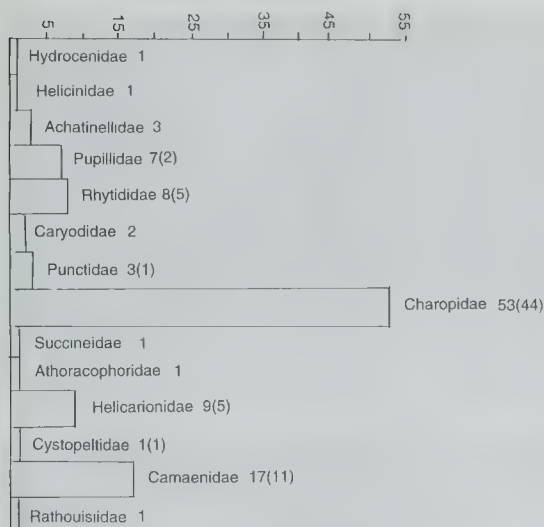 5 15 25 35 45 55
Hydrocenidae 1
Helicinidae 1
Achatinellidae 3
Pupillidae 7(2)
Rhytididae 8(5)
Caryodidae 2
Punctidae 3(1)
Charopidae 53(44)
Succineidae 1
Athoracophoridae 1
Helicarionidae 9(5)
Cystopeltidae 1(1)
Camaenidae 17(11)
Rathouisiidae 1